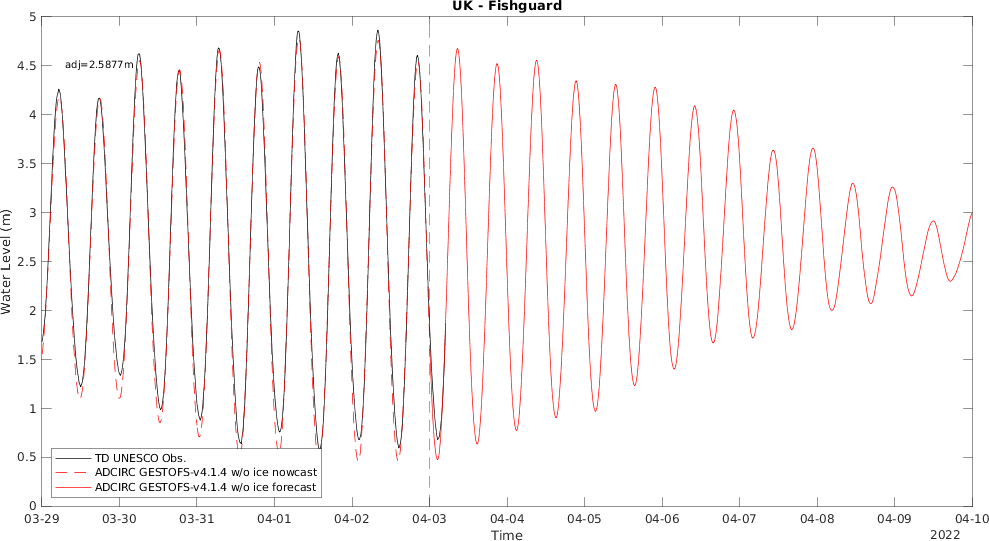 UK - Fishguard
5
4.5
4
3.5
3
2.5
2
1.5
1
0.5
0
Water Level (m)
adj=2.5877m
TD UNESCO Obs.
ADCIRC GESTOFS-v4.1.4 w/o ice nowcast
ADCIRC GESTOFS-v4.1.4 w/o ice forecast
03-29 03-30 03-31 04-01 04-02 04-03 04-04 04-05 04-06 04-07 04-08 04-09 04-10
Time
2022